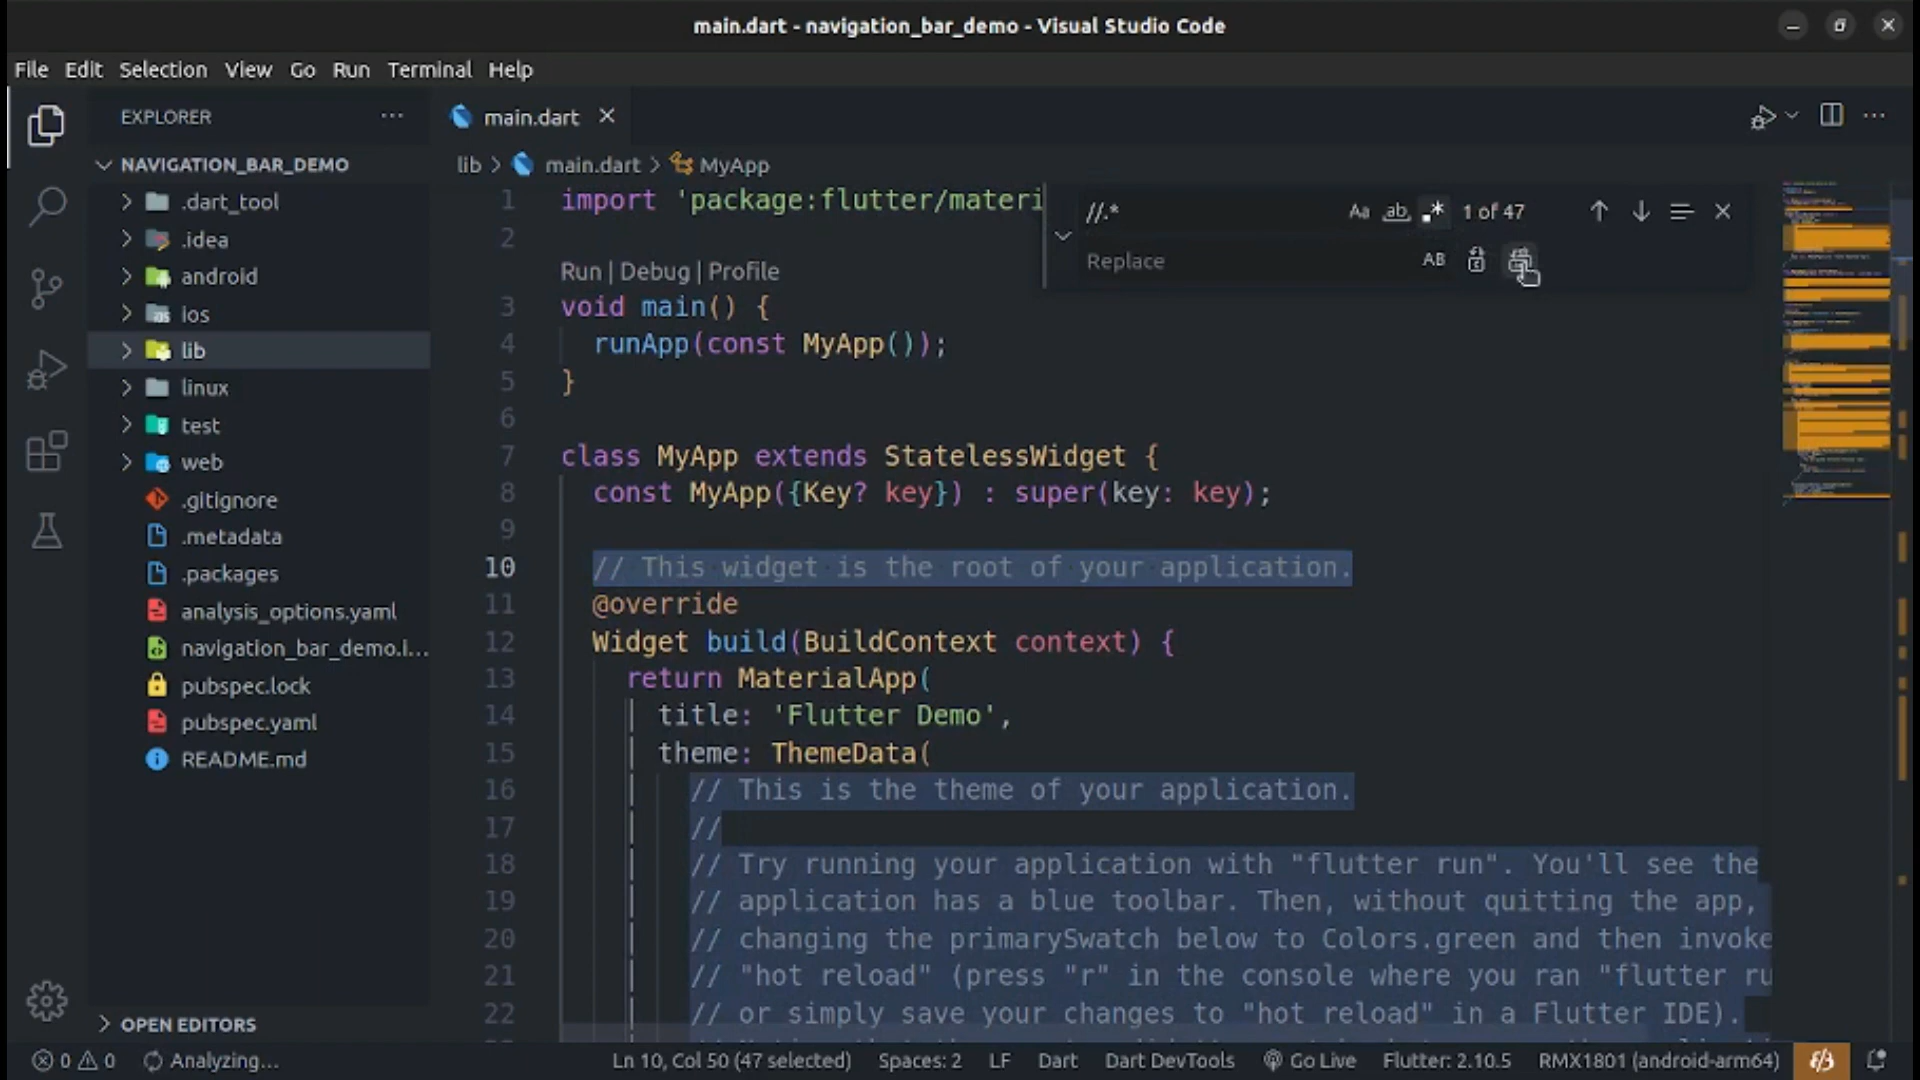 main.dart - navigation_bar_demo - Visual Studio Code
File Edit Selection View Go Run Terminal Help
EXPLORER
main.dart
NAVIGATION_BAR_DEMO
lib > main.dart > MyApp
.dart_tool
.idea
android
ios
lib
linux
test
web
.gitignore
.metadata
.packages
analysis_options.yaml
navigation_bar_demo.i...
pubspec.lock
pubspec.yaml
README.md
OPEN EDITORS
//.* Aa ab 1 of 47
Replace AB
1 import 'package:flutter/materi
2
Run | Debug | Profile
3 void main() {
4 runApp(const MyApp());
5 }
6
7 class MyApp extends StatelessWidget {
8 const MyApp({Key? key}) : super(key: key);
9
10 // This widget is the root of your application.
11 @override
12 Widget build(BuildContext context) {
13 return MaterialApp(
14 title: 'Flutter Demo',
15 theme: ThemeData(
16 // This is the theme of your application.
17 //
18 // Try running your application with "flutter run". You'll see the
19 // application has a blue toolbar. Then, without quitting the app,
20 // changing the primarySwatch below to Colors.green and then invoke
21 // "hot reload" (press "r" in the console where you ran "flutter ru
22 // or simply save your changes to "hot reload" in a Flutter IDE).
0 0 Analyzing... Ln 10, Col 50 (47 selected) Spaces: 2 LF Dart Dart DevTools Go Live Flutter: 2.10.5 RMX1801 (android-arm64)